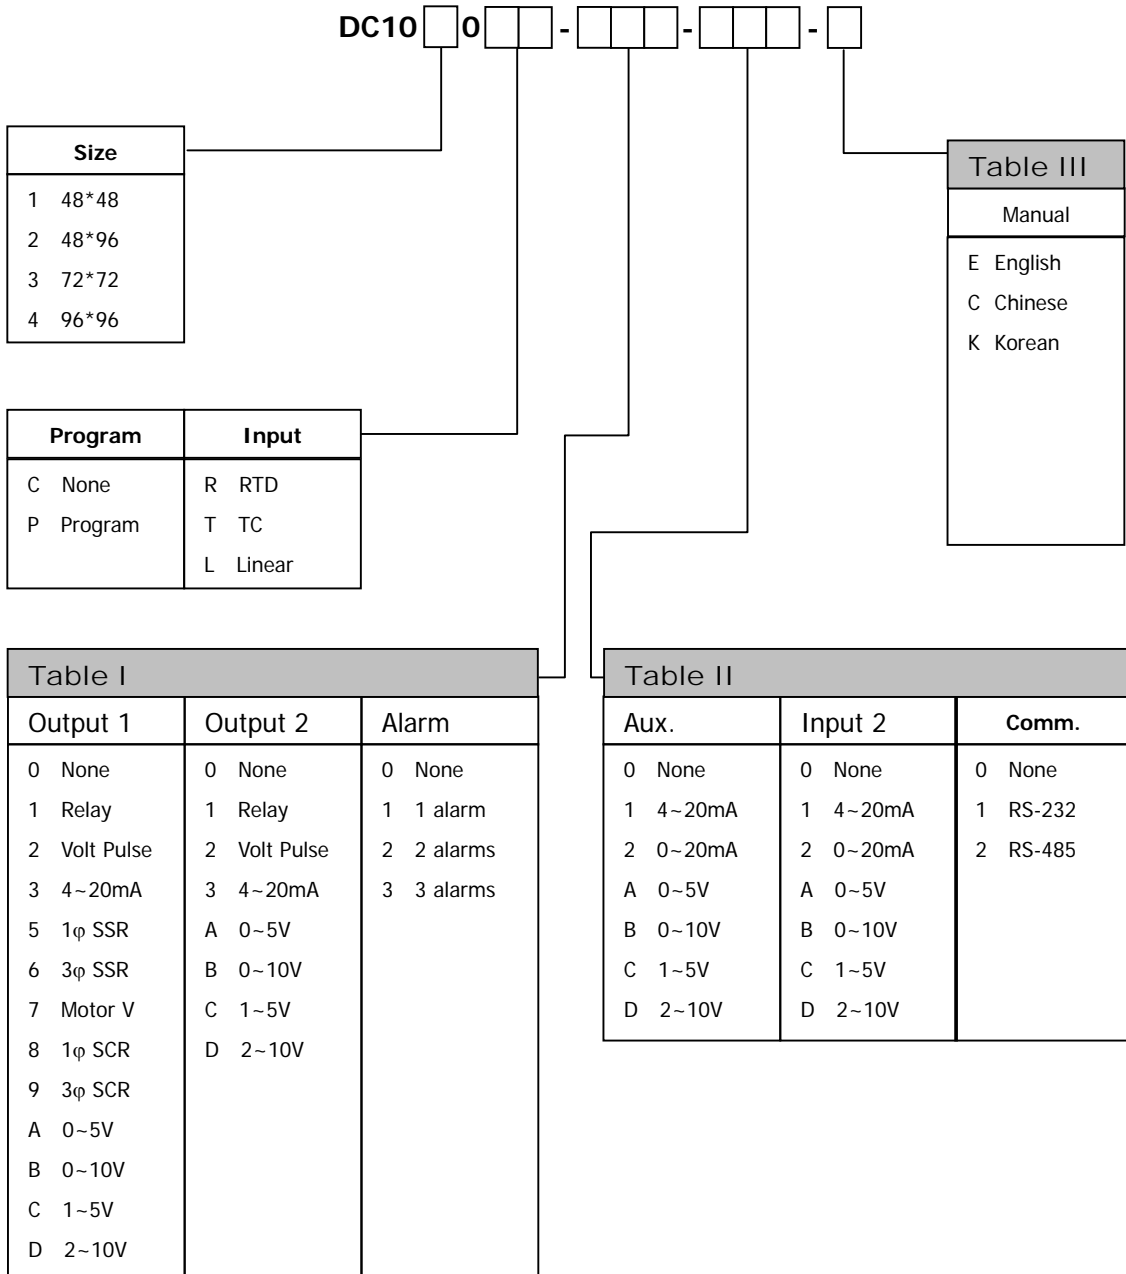 DC10 0 - - -
Size
1 48*48
2 48*96
3 72*72
4 96*96
Table III
Manual
E English
C Chinese
K Korean
Program Input
C None R RTD
P Program T TC
L Linear
Table I
Output 1 Output 2 Alarm
0 None 0 None 0 None
1 Relay 1 Relay 1 1 alarm
2 Volt Pulse 2 Volt Pulse 2 2 alarms
3 4~20mA 3 4~20mA 3 3 alarms
5 1φ SSR A 0~5V
6 3φ SSR B 0~10V
7 Motor V C 1~5V
8 1φ SCR D 2~10V
9 3φ SCR
A 0~5V
B 0~10V
C 1~5V
D 2~10V
Table II
Aux. Input 2 Comm.
0 None 0 None 0 None
1 4~20mA 1 4~20mA 1 RS-232
2 0~20mA 2 0~20mA 2 RS-485
A 0~5V A 0~5V
B 0~10V B 0~10V
C 1~5V C 1~5V
D 2~10V D 2~10V